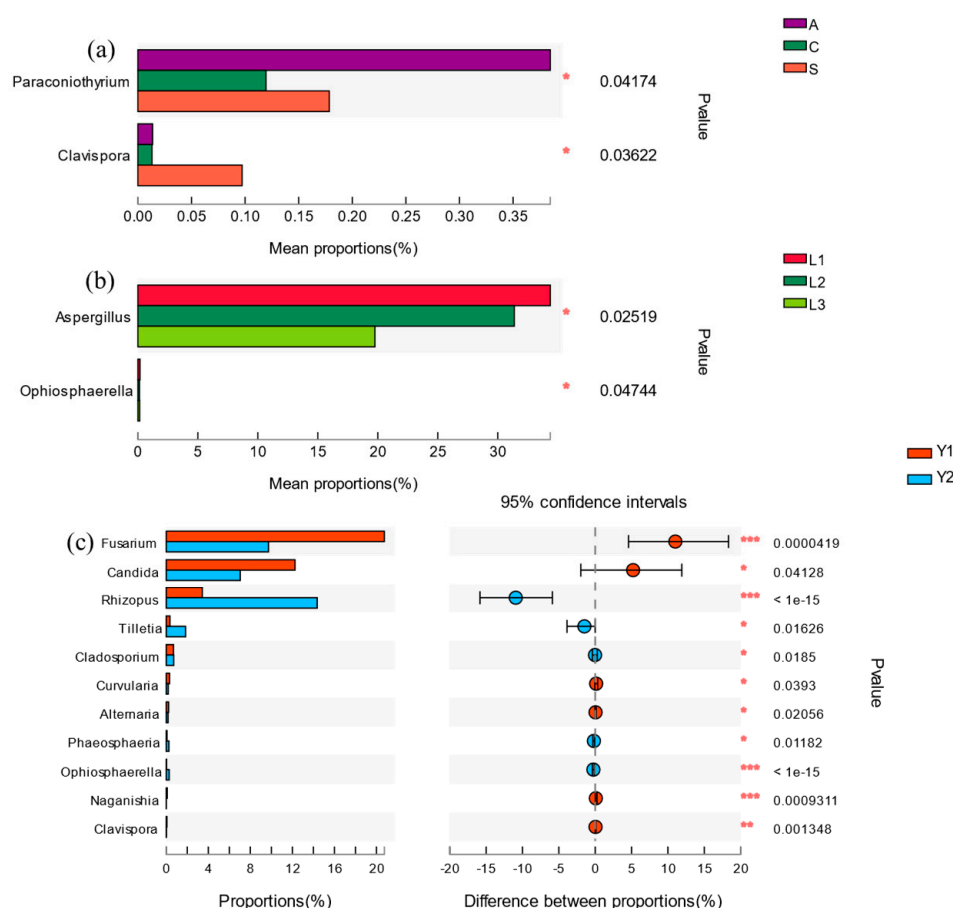 (a)
A
C
S
Paraconiothyrium
* 0.04174
Clavispora
* 0.03622
Pvalue
0.00 0.05 0.10 0.15 0.20 0.25 0.30 0.35
Mean proportions(%)
(b)
L1
L2
L3
Aspergillus
* 0.02519
Ophiosphaerella
* 0.04744
Pvalue
0 5 10 15 20 25 30
Mean proportions(%)
Y1
Y2
95% confidence intervals
(c)
Fusarium *** 0.0000419
Candida * 0.04128
Rhizopus *** < 1e-15
Tilletia * 0.01626
Cladosporium * 0.0185
Curvularia * 0.0393
Alternaria * 0.02056
Phaeosphaeria * 0.01182
Ophiosphaerella *** < 1e-15
Naganishia *** 0.0009311
Clavispora ** 0.001348
Pvalue
0 4 8 12 16 20 -20 -15 -10 -5 0 5 10 15 20
Proportions(%) Difference between proportions(%)